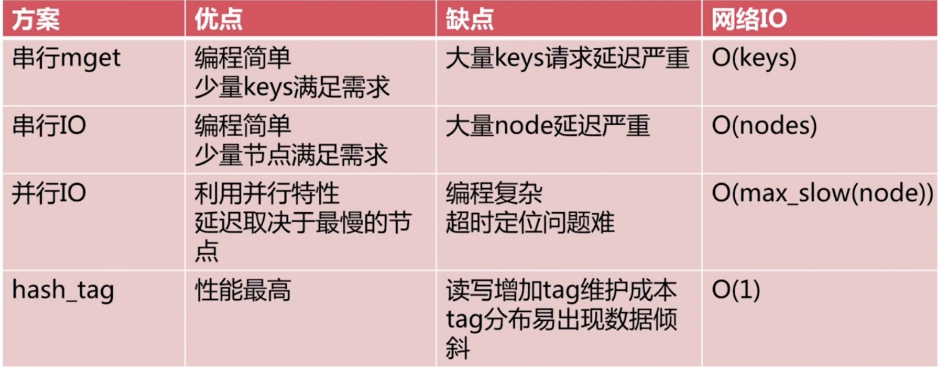 方案 优点 缺点 网络IO
串行mget 编程简单 大量keys请求延迟严重 O(keys)
少量keys满足需求
串行IO 编程简单 大量node延迟严重 O(nodes)
少量节点满足需求
并行IO 利用并行特性 编程复杂 O(max_slow(node))
延迟取决于最慢的节 超时定位问题难
点
hash_tag 性能最高 读写增加tag维护成本 O(1)
tag分布易出现数据倾
斜